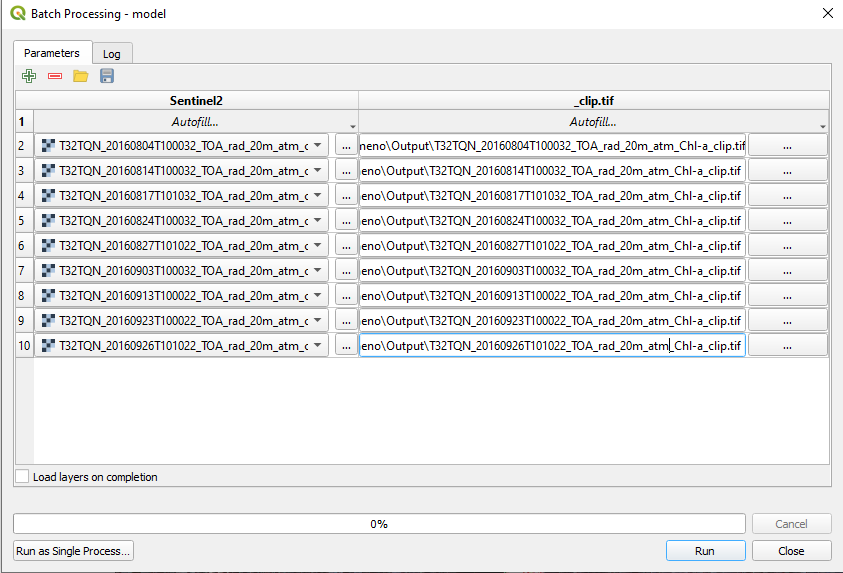 Batch Processing - model
Parameters
Log
Sentinel2
_clip.tif
1 Autofill... Autofill...
2 T32TQN_20160804T100032_TOA_rad_20m_atm_c ... neno\Output\T32TQN_20160804T100032_TOA_rad_20m_atm_Chl-a_clip.tif ...
3 T32TQN_20160814T100032_TOA_rad_20m_atm_c ... eno\Output\T32TQN_20160814T100032_TOA_rad_20m_atm_Chl-a_clip.tif ...
4 T32TQN_20160817T101032_TOA_rad_20m_atm_c ... eno\Output\T32TQN_20160817T101032_TOA_rad_20m_atm_Chl-a_clip.tif ...
5 T32TQN_20160824T100032_TOA_rad_20m_atm_c ... eno\Output\T32TQN_20160824T100032_TOA_rad_20m_atm_Chl-a_clip.tif ...
6 T32TQN_20160827T101022_TOA_rad_20m_atm_c ... eno\Output\T32TQN_20160827T101022_TOA_rad_20m_atm_Chl-a_clip.tif ...
7 T32TQN_20160903T100032_TOA_rad_20m_atm_c ... eno\Output\T32TQN_20160903T100032_TOA_rad_20m_atm_Chl-a_clip.tif ...
8 T32TQN_20160913T100022_TOA_rad_20m_atm_c ... eno\Output\T32TQN_20160913T100022_TOA_rad_20m_atm_Chl-a_clip.tif ...
9 T32TQN_20160923T100022_TOA_rad_20m_atm_c ... eno\Output\T32TQN_20160923T100022_TOA_rad_20m_atm_Chl-a_clip.tif ...
10 T32TQN_20160926T101022_TOA_rad_20m_atm_c ... eno\Output\T32TQN_20160926T101022_TOA_rad_20m_atm_Chl-a_clip.tif ...
Load layers on completion
0%
Cancel
Run as Single Process...
Run
Close